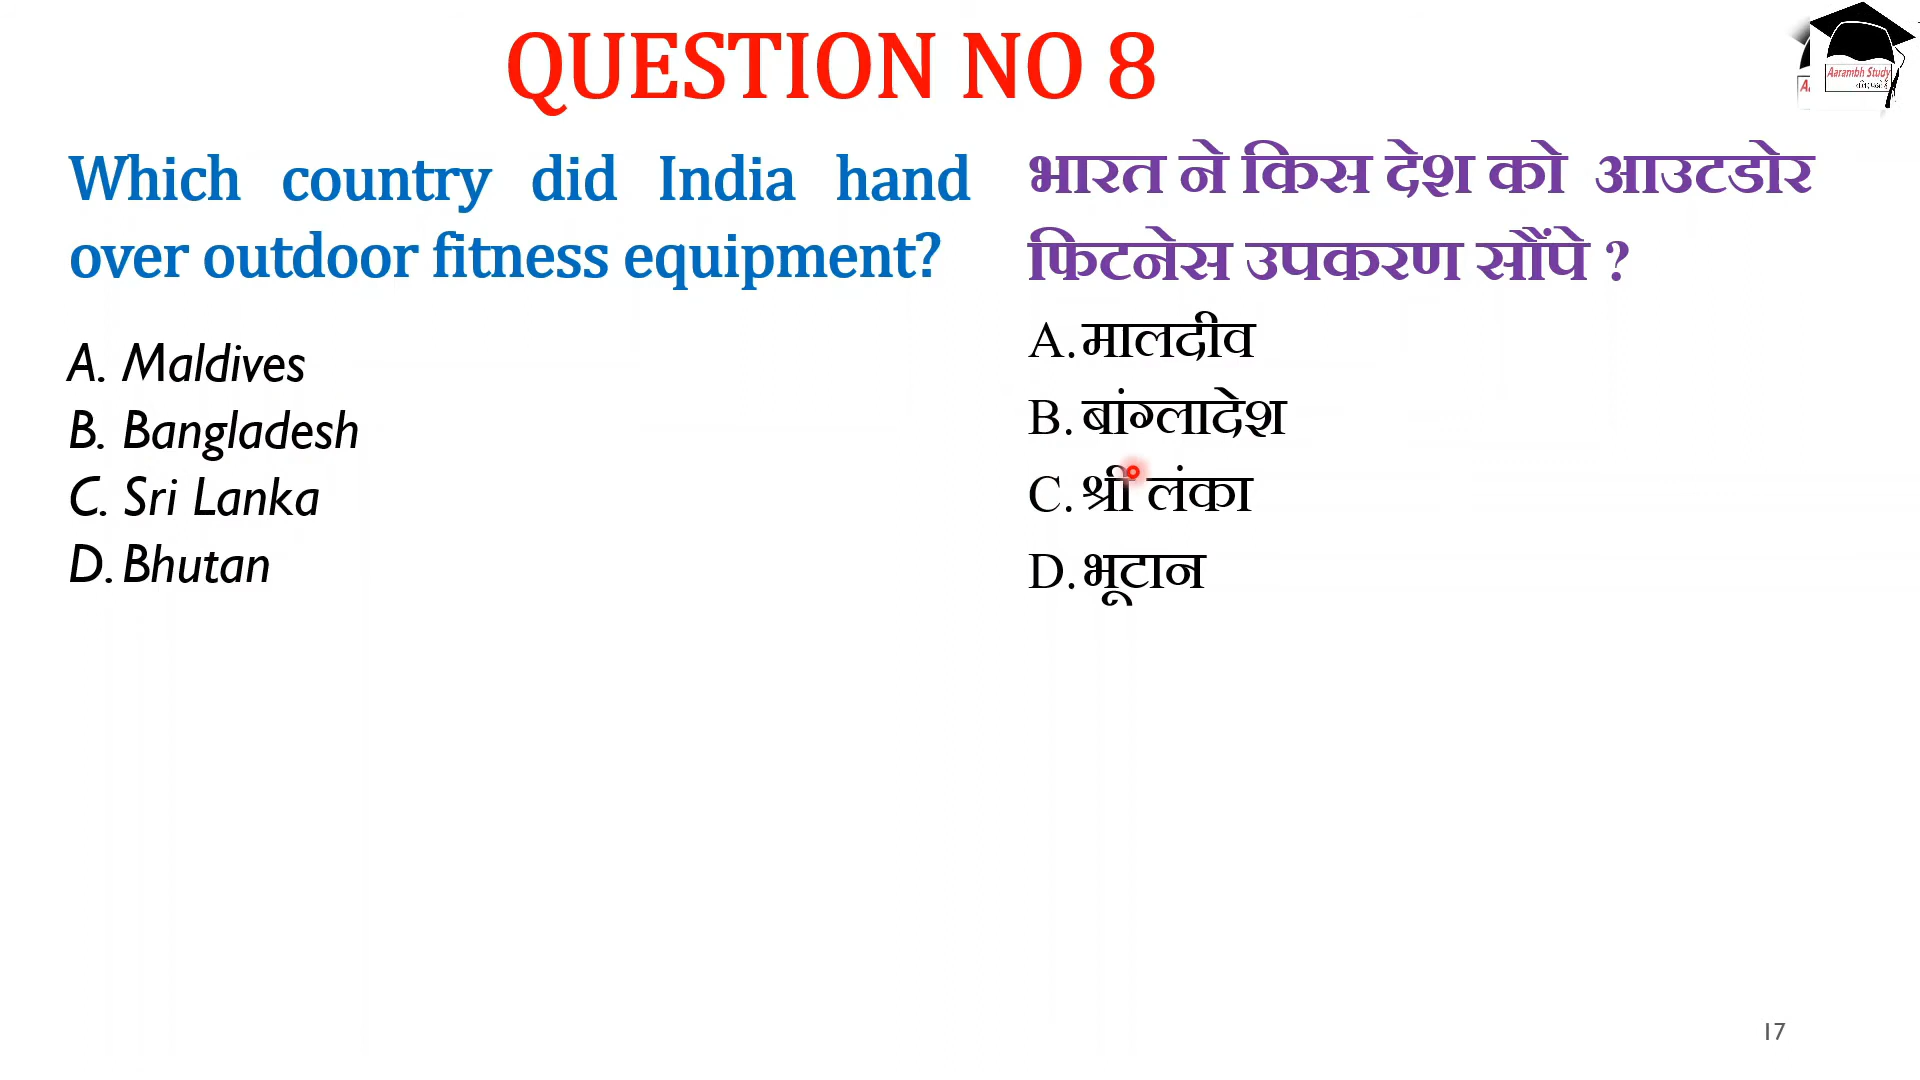 QUESTION NO 8
Aarambh Study
Which country did India hand
over outdoor fitness equipment?
A. Maldives
B. Bangladesh
C. Sri Lanka
D. Bhutan
भारत ने किस देश को आउटडोर
फिटनेस उपकरण सौंपे ?
A. मालदीव
B. बांग्लादेश
C. श्री लंका
D. भूटान
17